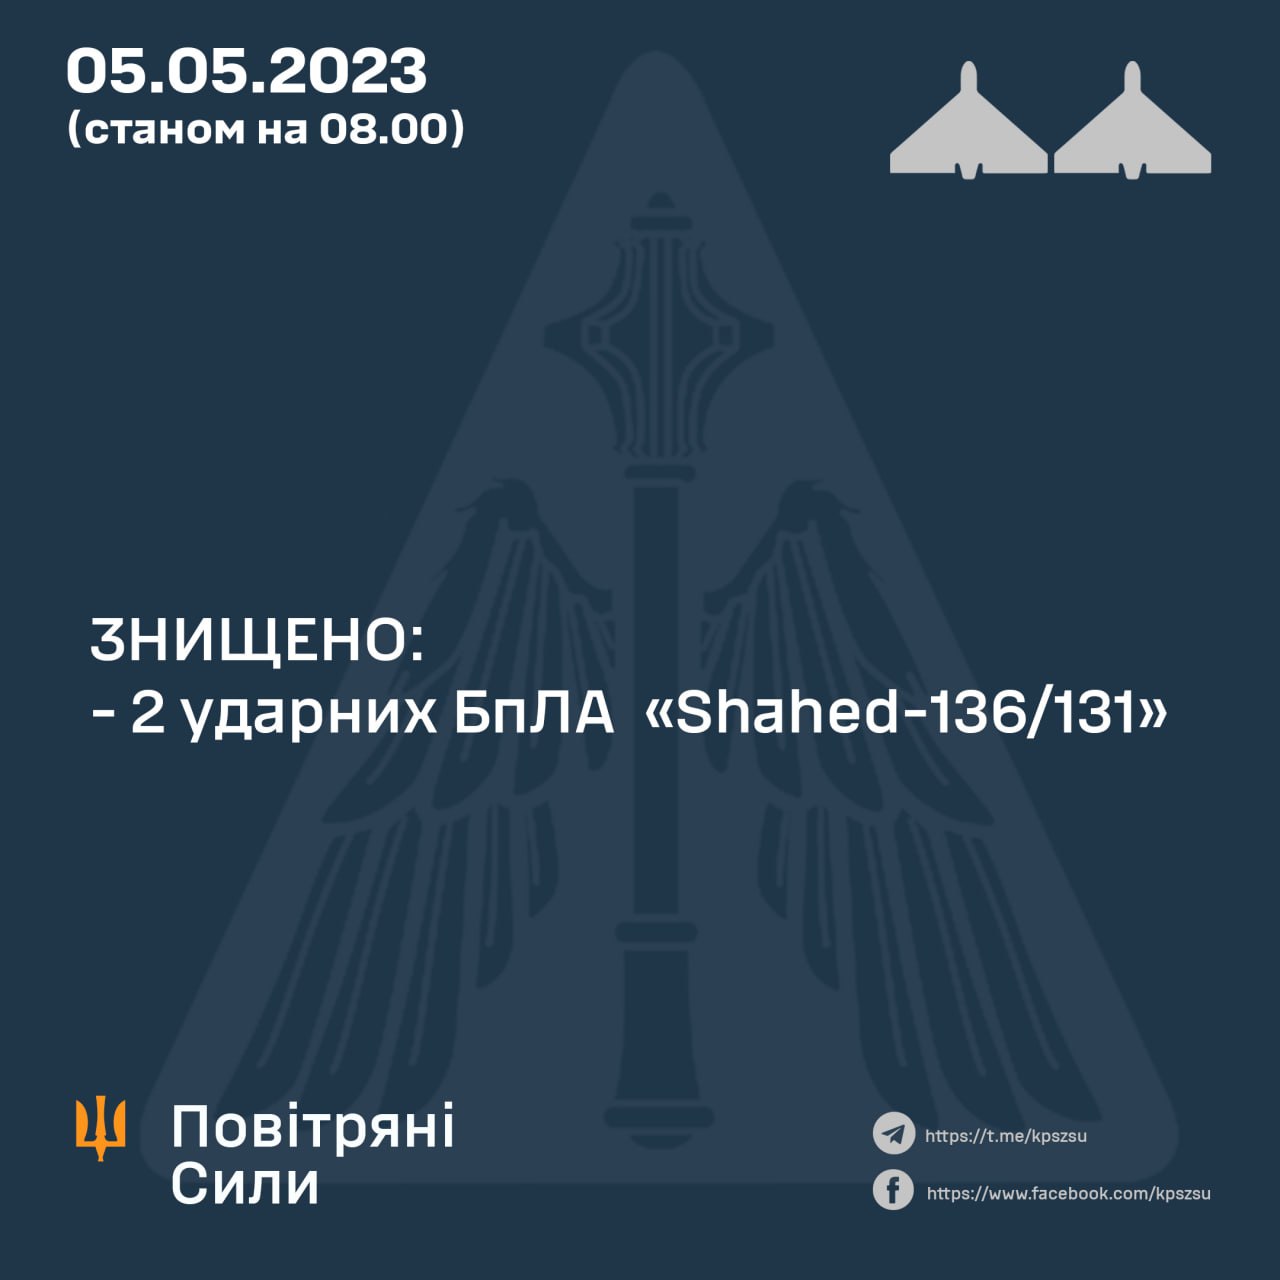 05.05.2023
(станом на 08.00)
ЗНИЩЕНО:
- 2 ударних БпЛА «Shahed-136/131»
Повітряні
Сили
https://t.me/kpszsu
https://www.facebook.com/kpszsu